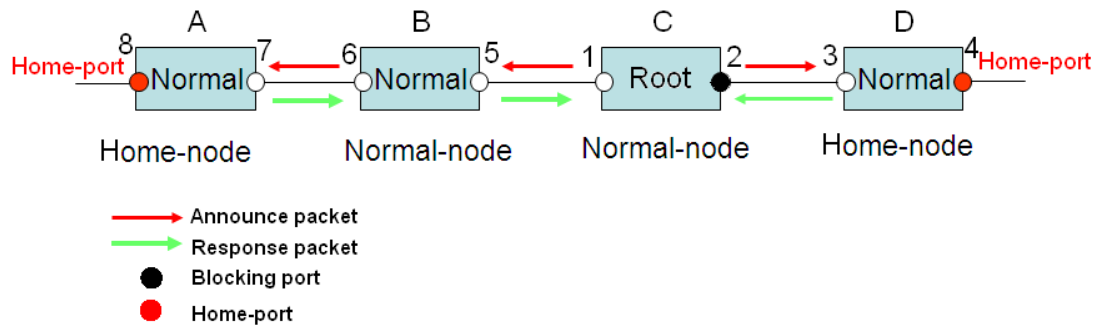 A B C D
8 7 6 5 1 2 3 4
Home-port Normal Normal Root Normal Home-port
Home-node Normal-node Normal-node Home-node
Announce packet
Response packet
Blocking port
Home-port